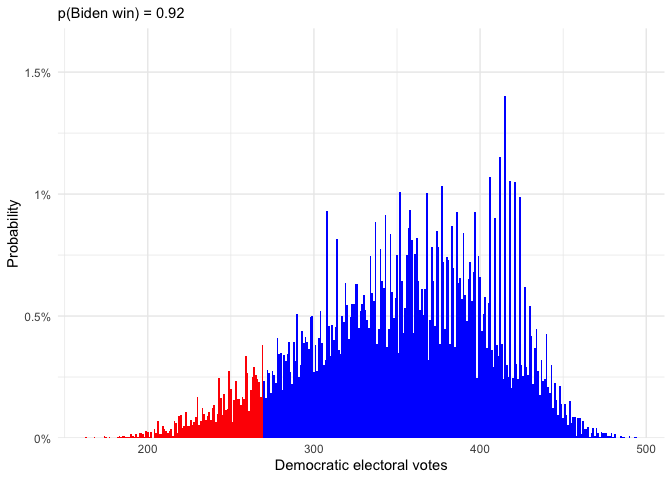 p(Biden win) = 0.92
1.5%
1%
0.5%
0%
Probability
200 300 400 500
Democratic electoral votes